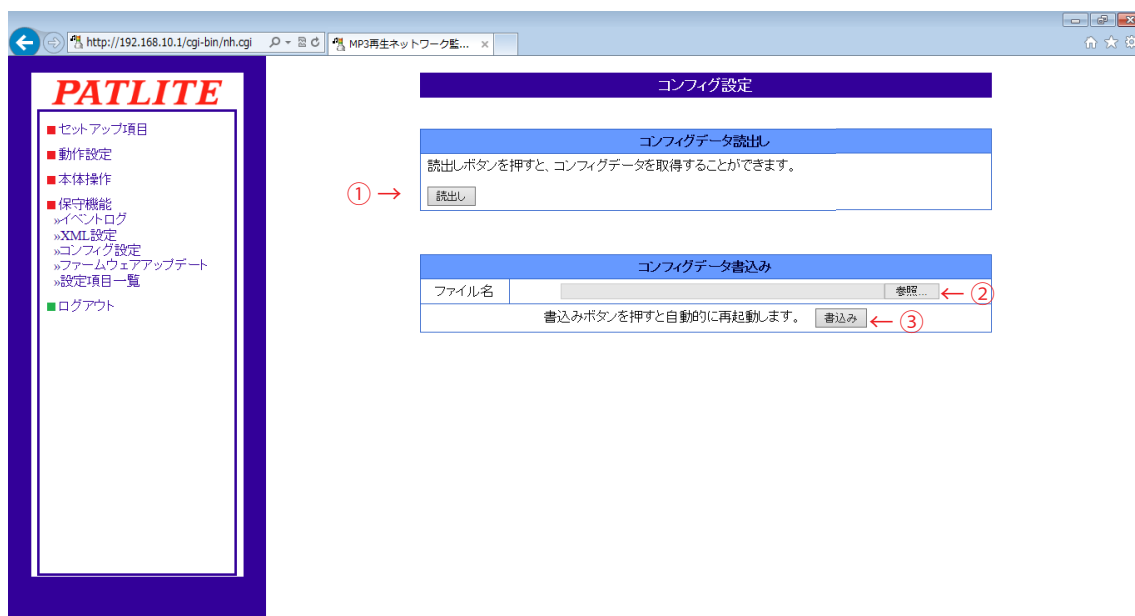 http://192.168.10.1/cgi-bin/nh.cgi
MP3再生ネットワーク監...
PATLITE
セットアップ項目
動作設定
本体操作
保守機能
»イベントログ
»XML設定
»コンフィグ設定
»ファームウェアアップデート
»設定項目一覧
ログアウト
コンフィグ設定
コンフィグデータ読出し
読出しボタンを押すと、コンフィグデータを取得することができます。
① → 読出し
コンフィグデータ書込み
ファイル名 参照... ← ②
書込みボタンを押すと自動的に再起動します。 書込み ← ③